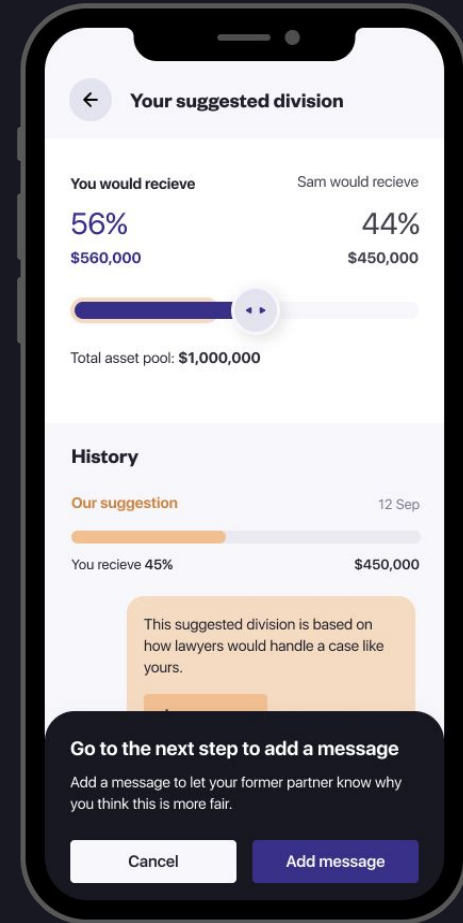 Your suggested division
You would recieve
Sam would recieve
56%
44%
$560,000
$450,000
Total asset pool: $1,000,000
History
Our suggestion
12 Sep
You recieve 45%
$450,000
This suggested division is based on
how lawyers would handle a case like
yours.
Go to the next step to add a message
Add a message to let your former partner know why
you think this is more fair.
Cancel
Add message